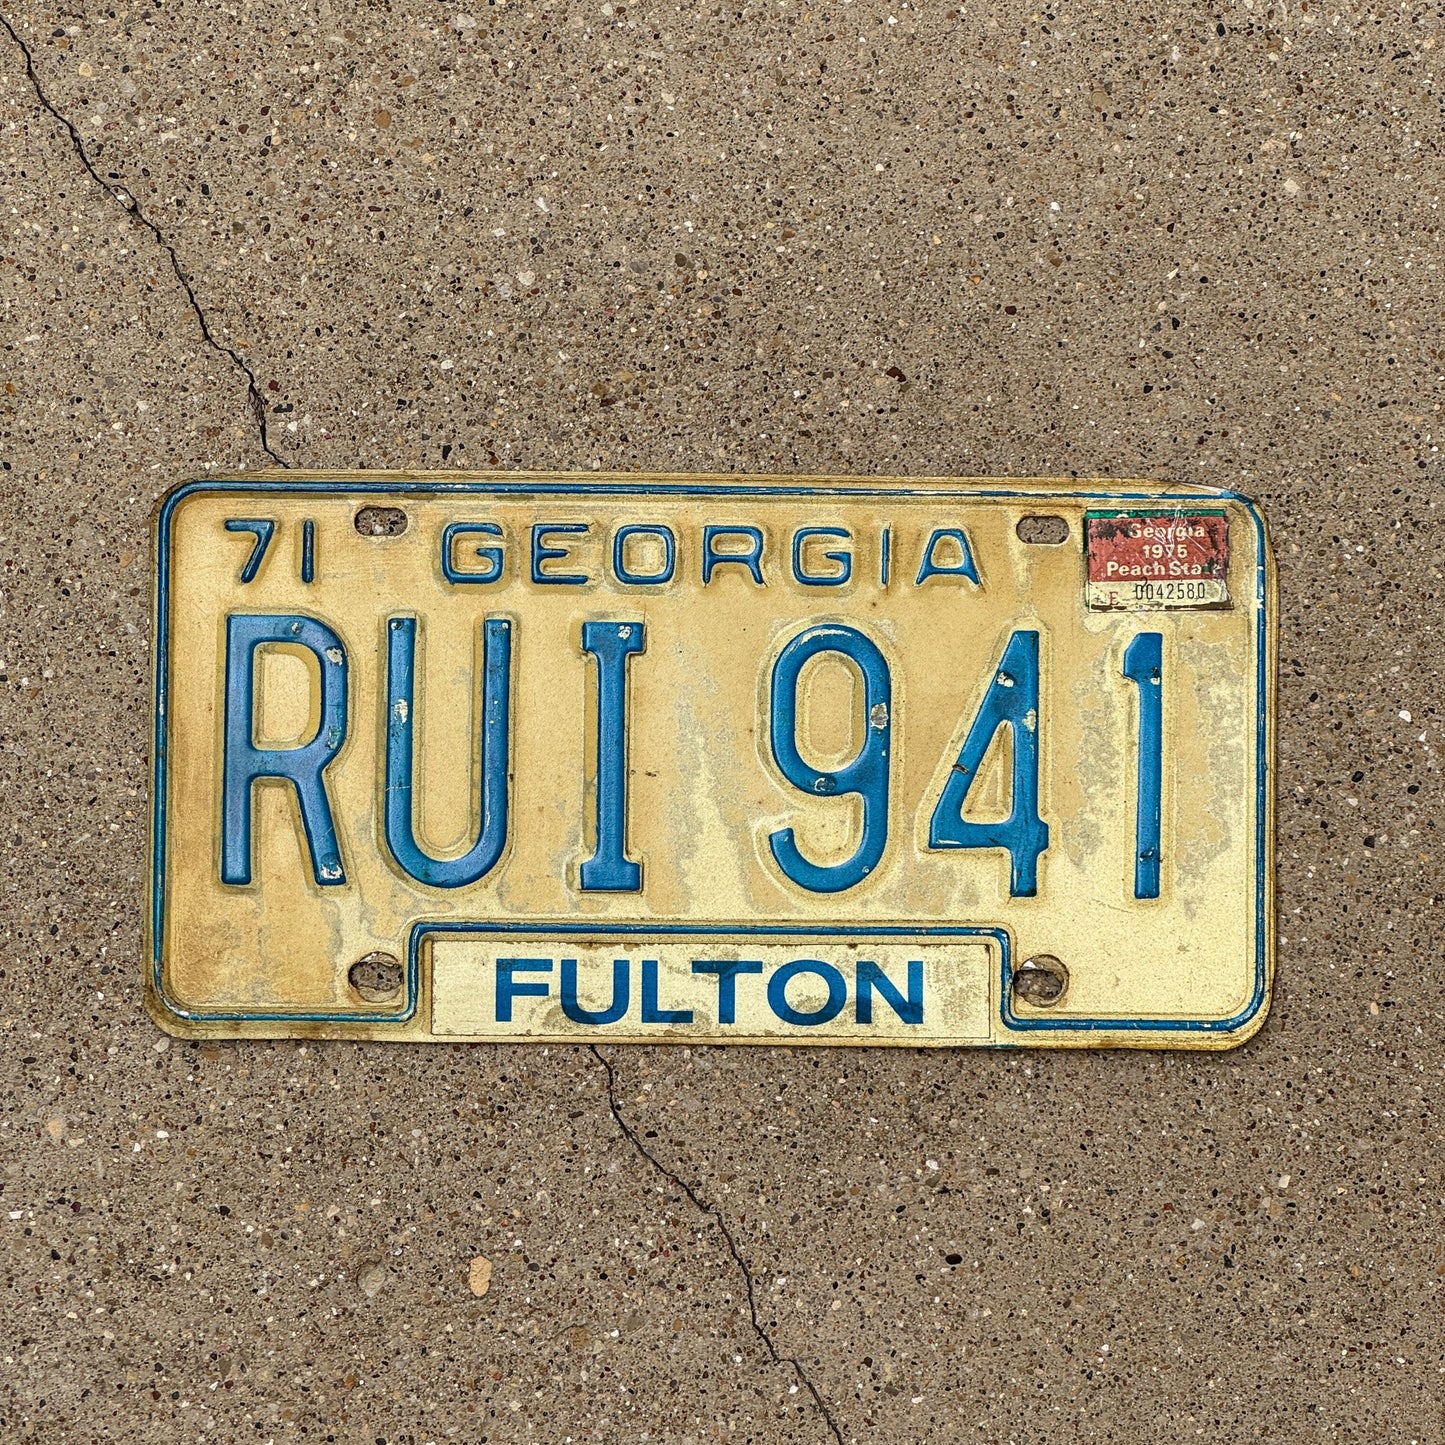 71 GEORGIA
Georgia
1975
Peach State
E 0042580
RUI 941
FULTON